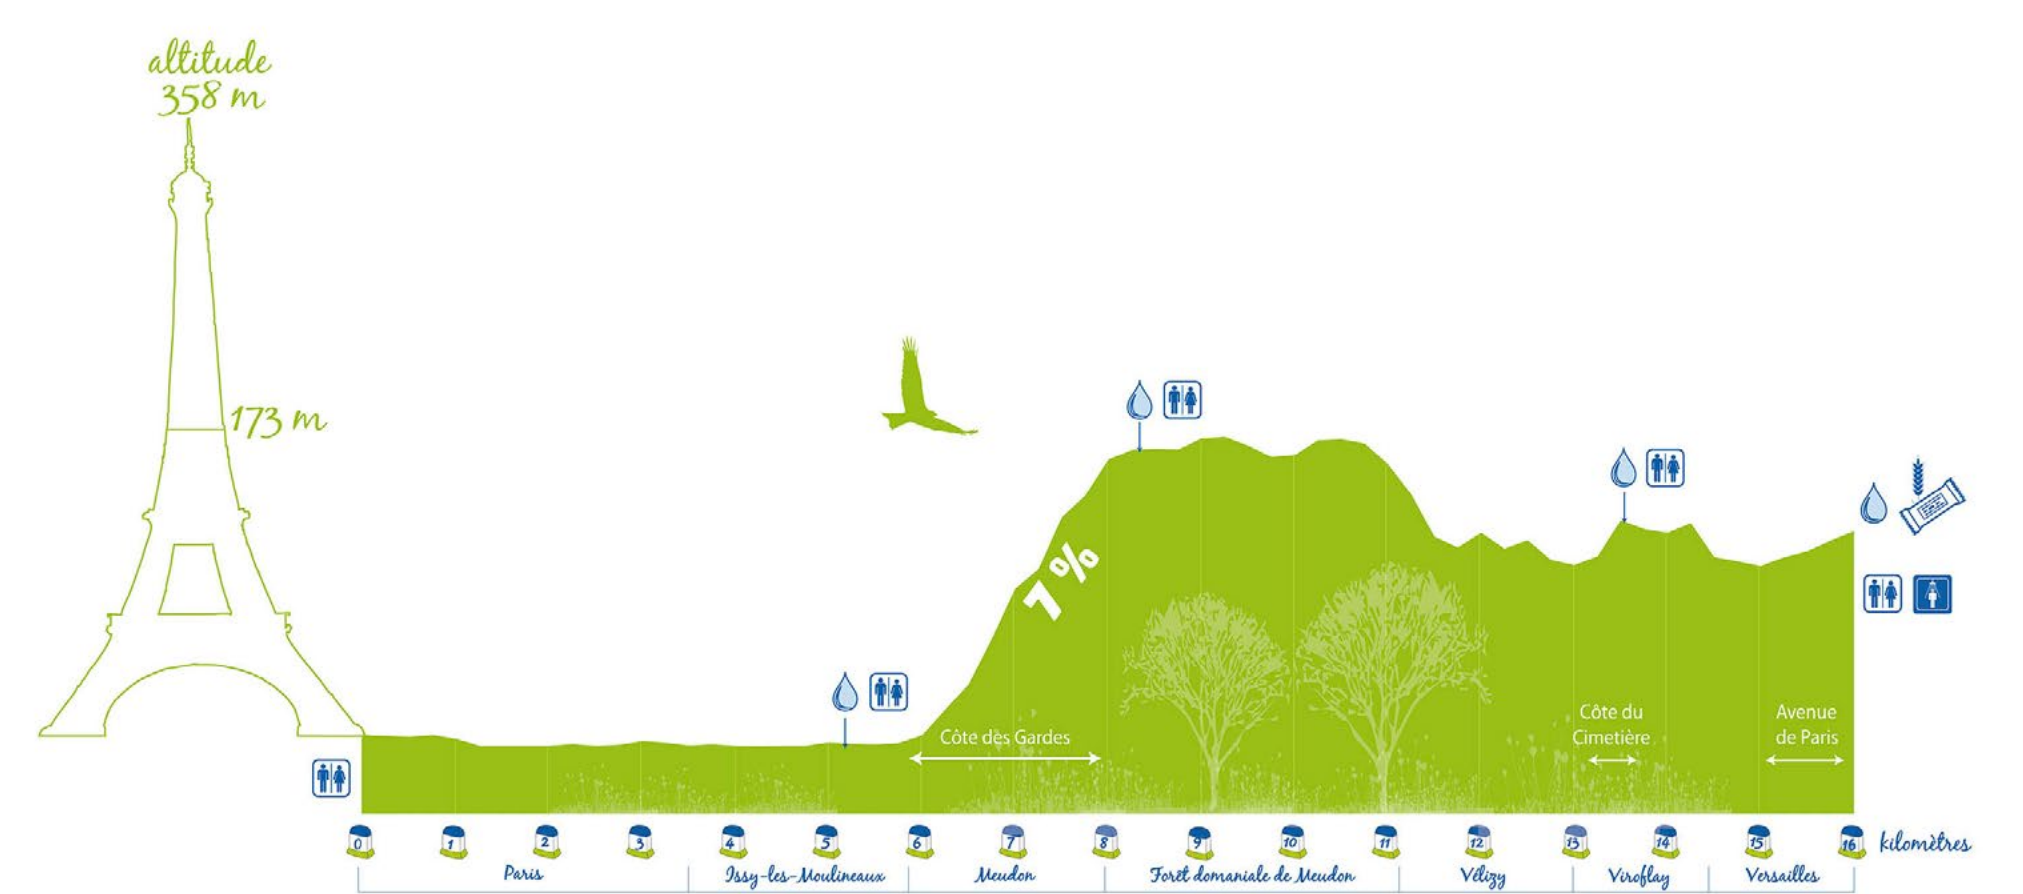 altitude
358 m
173 m
7 %
Côte des Gardes
Côte du
Cimetière
Avenue
de Paris
0 1 2 3 4 5 6 7 8 9 10 11 12 13 14 15 16 kilomètres
Paris Issy-les-Moulineaux Meudon Forêt domaniale de Meudon Vélizy Viroflay Versailles